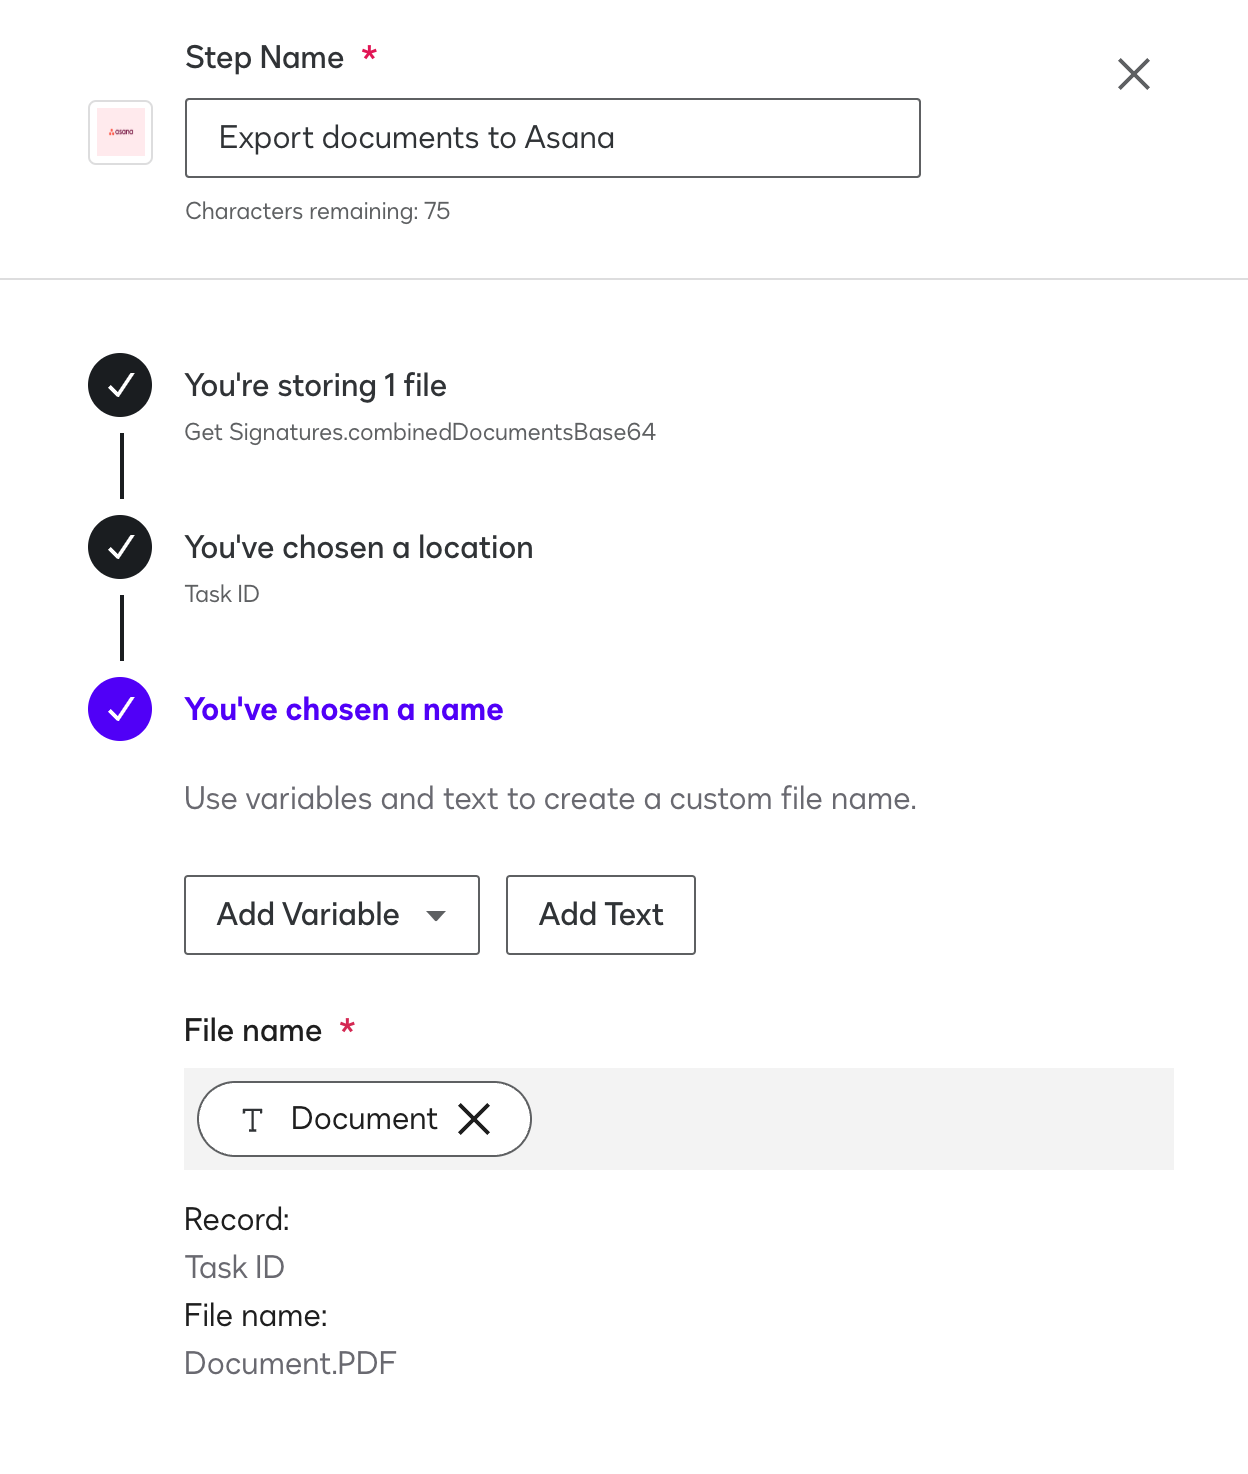 Step Name *
asana
Export documents to Asana
Characters remaining: 75
You're storing 1 file
Get Signatures.combinedDocumentsBase64
You've chosen a location
Task ID
You've chosen a name
Use variables and text to create a custom file name.
Add Variable
Add Text
File name *
T Document
Record:
Task ID
File name:
Document.PDF